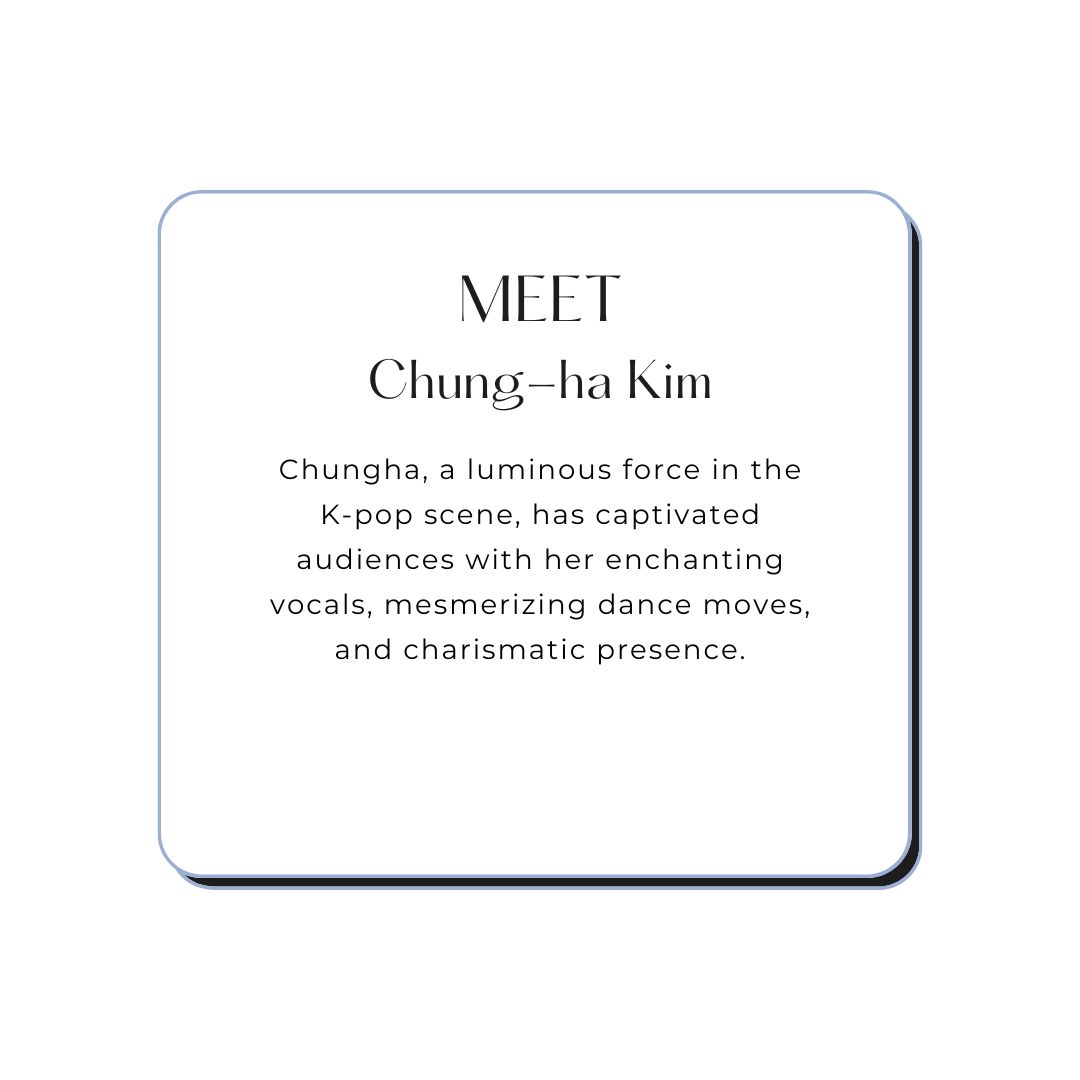 MEET
Chung-ha Kim
Chungha, a luminous force in the
K-pop scene, has captivated
audiences with her enchanting
vocals, mesmerizing dance moves,
and charismatic presence.